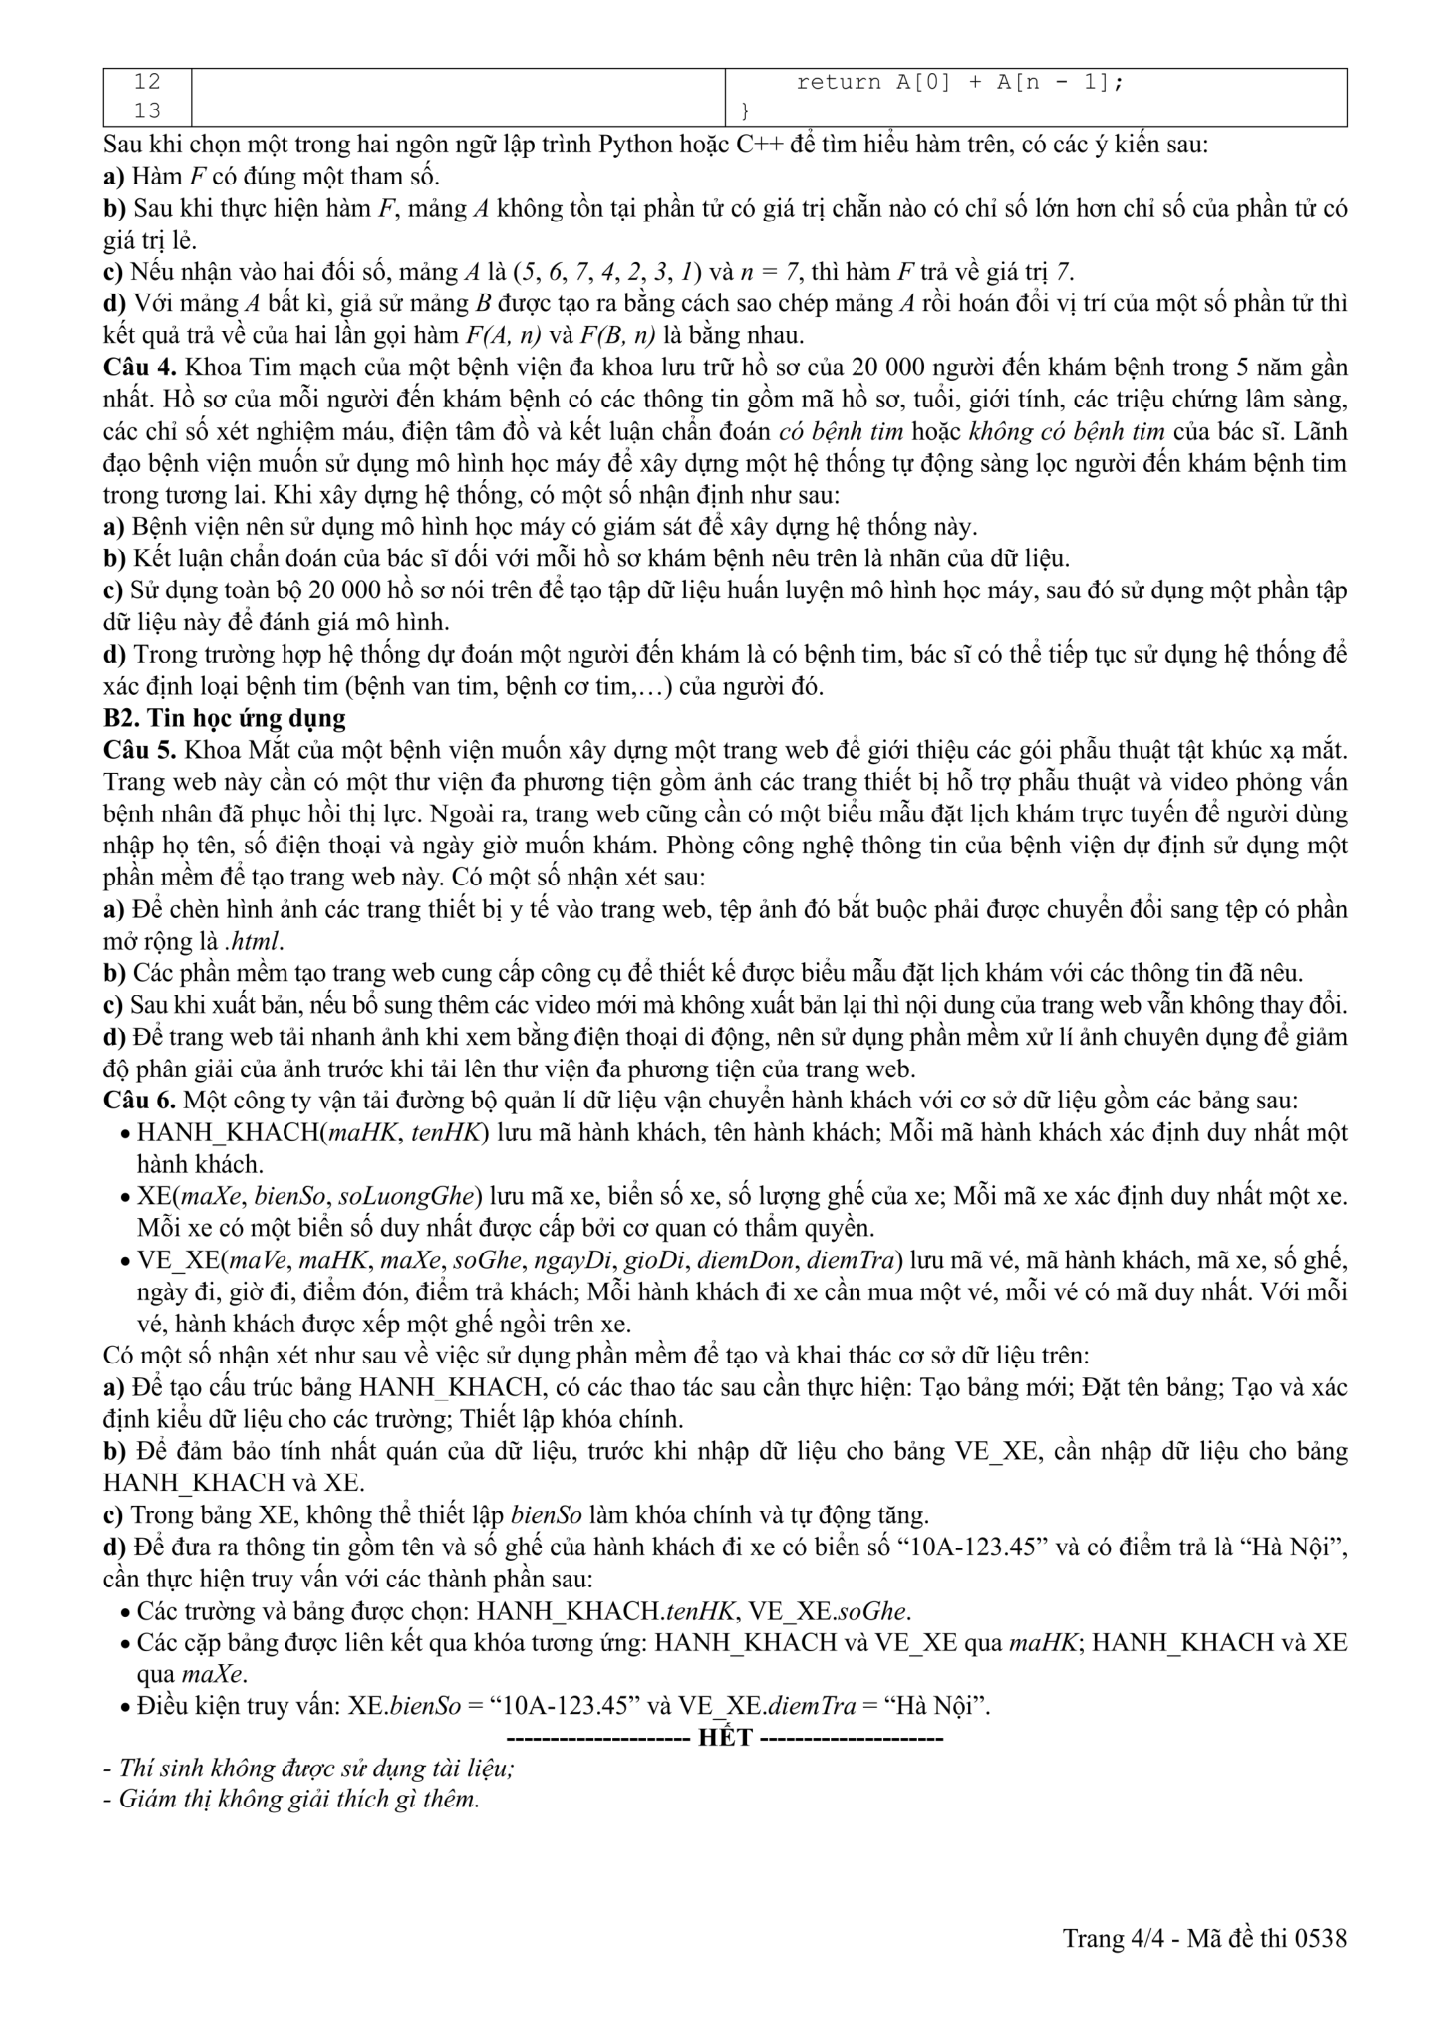 12 return A[0] + A[n - 1];
13 }
Sau khi chọn một trong hai ngôn ngữ lập trình Python hoặc C++ để tìm hiểu hàm trên, có các ý kiến sau:
a) Hàm F có đúng một tham số.
b) Sau khi thực hiện hàm F, mảng A không tồn tại phần tử có giá trị chẵn nào có chỉ số lớn hơn chỉ số của phần tử có
giá trị lẻ.
c) Nếu nhận vào hai đối số, mảng A là (5, 6, 7, 4, 2, 3, 1) và n = 7, thì hàm F trả về giá trị 7.
d) Với mảng A bất kì, giả sử mảng B được tạo ra bằng cách sao chép mảng A rồi hoán đổi vị trí của một số phần tử thì
kết quả trả về của hai lần gọi hàm F(A, n) và F(B, n) là bằng nhau.
Câu 4. Khoa Tim mạch của một bệnh viện đa khoa lưu trữ hồ sơ của 20 000 người đến khám bệnh trong 5 năm gần
nhất. Hồ sơ của mỗi người đến khám bệnh có các thông tin gồm mã hồ sơ, tuổi, giới tính, các triệu chứng lâm sàng,
các chỉ số xét nghiệm máu, điện tâm đồ và kết luận chẩn đoán có bệnh tim hoặc không có bệnh tim của bác sĩ. Lãnh
đạo bệnh viện muốn sử dụng mô hình học máy để xây dựng một hệ thống tự động sàng lọc người đến khám bệnh tim
trong tương lai. Khi xây dựng hệ thống, có một số nhận định như sau:
a) Bệnh viện nên sử dụng mô hình học máy có giám sát để xây dựng hệ thống này.
b) Kết luận chẩn đoán của bác sĩ đối với mỗi hồ sơ khám bệnh nêu trên là nhãn của dữ liệu.
c) Sử dụng toàn bộ 20 000 hồ sơ nói trên để tạo tập dữ liệu huấn luyện mô hình học máy, sau đó sử dụng một phần tập
dữ liệu này để đánh giá mô hình.
d) Trong trường hợp hệ thống dự đoán một người đến khám là có bệnh tim, bác sĩ có thể tiếp tục sử dụng hệ thống để
xác định loại bệnh tim (bệnh van tim, bệnh cơ tim,…) của người đó.
B2. Tin học ứng dụng
Câu 5. Khoa Mắt của một bệnh viện muốn xây dựng một trang web để giới thiệu các gói phẫu thuật tật khúc xạ mắt.
Trang web này cần có một thư viện đa phương tiện gồm ảnh các trang thiết bị hỗ trợ phẫu thuật và video phỏng vấn
bệnh nhân đã phục hồi thị lực. Ngoài ra, trang web cũng cần có một biểu mẫu đặt lịch khám trực tuyến để người dùng
nhập họ tên, số điện thoại và ngày giờ muốn khám. Phòng công nghệ thông tin của bệnh viện dự định sử dụng một
phần mềm để tạo trang web này. Có một số nhận xét sau:
a) Để chèn hình ảnh các trang thiết bị y tế vào trang web, tệp ảnh đó bắt buộc phải được chuyển đổi sang tệp có phần
mở rộng là .html.
b) Các phần mềm tạo trang web cung cấp công cụ để thiết kế được biểu mẫu đặt lịch khám với các thông tin đã nêu.
c) Sau khi xuất bản, nếu bổ sung thêm các video mới mà không xuất bản lại thì nội dung của trang web vẫn không thay đổi.
d) Để trang web tải nhanh ảnh khi xem bằng điện thoại di động, nên sử dụng phần mềm xử lí ảnh chuyên dụng để giảm
độ phân giải của ảnh trước khi tải lên thư viện đa phương tiện của trang web.
Câu 6. Một công ty vận tải đường bộ quản lí dữ liệu vận chuyển hành khách với cơ sở dữ liệu gồm các bảng sau:
• HANH_KHACH(maHK, tenHK) lưu mã hành khách, tên hành khách; Mỗi mã hành khách xác định duy nhất một
hành khách.
• XE(maXe, bienSo, soLuongGhe) lưu mã xe, biển số xe, số lượng ghế của xe; Mỗi mã xe xác định duy nhất một xe.
Mỗi xe có một biển số duy nhất được cấp bởi cơ quan có thẩm quyền.
• VE_XE(maVe, maHK, maXe, soGhe, ngayDi, gioDi, diemDon, diemTra) lưu mã vé, mã hành khách, mã xe, số ghế,
ngày đi, giờ đi, điểm đón, điểm trả khách; Mỗi hành khách đi xe cần mua một vé, mỗi vé có mã duy nhất. Với mỗi
vé, hành khách được xếp một ghế ngồi trên xe.
Có một số nhận xét như sau về việc sử dụng phần mềm để tạo và khai thác cơ sở dữ liệu trên:
a) Để tạo cấu trúc bảng HANH_KHACH, có các thao tác sau cần thực hiện: Tạo bảng mới; Đặt tên bảng; Tạo và xác
định kiểu dữ liệu cho các trường; Thiết lập khóa chính.
b) Để đảm bảo tính nhất quán của dữ liệu, trước khi nhập dữ liệu cho bảng VE_XE, cần nhập dữ liệu cho bảng
HANH_KHACH và XE.
c) Trong bảng XE, không thể thiết lập bienSo làm khóa chính và tự động tăng.
d) Để đưa ra thông tin gồm tên và số ghế của hành khách đi xe có biển số “10A-123.45” và có điểm trả là “Hà Nội”,
cần thực hiện truy vấn với các thành phần sau:
• Các trường và bảng được chọn: HANH_KHACH.tenHK, VE_XE.soGhe.
• Các cặp bảng được liên kết qua khóa tương ứng: HANH_KHACH và VE_XE qua maHK; HANH_KHACH và XE
qua maXe.
• Điều kiện truy vấn: XE.bienSo = “10A-123.45” và VE_XE.diemTra = “Hà Nội”.
--------------------- HẾT ---------------------
- Thí sinh không được sử dụng tài liệu;
- Giám thị không giải thích gì thêm.
Trang 4/4 - Mã đề thi 0538